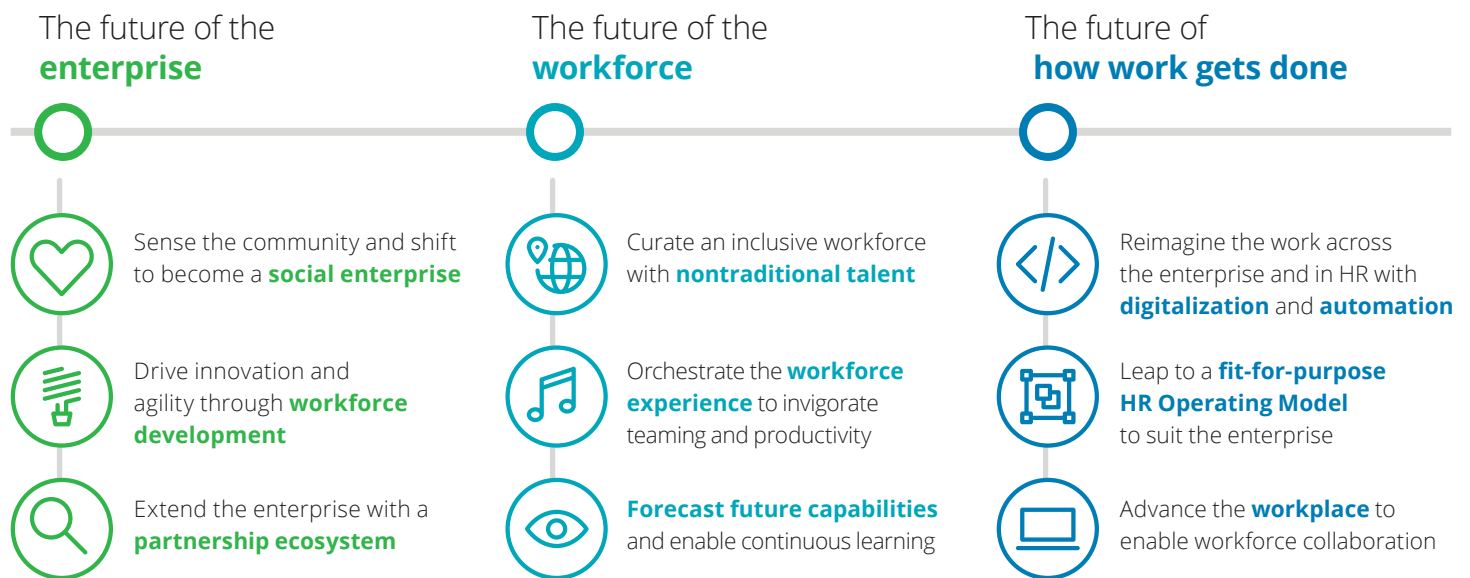 The future of the
enterprise
Sense the community and shift
to become a social enterprise
Drive innovation and
agility through workforce
development
Extend the enterprise with a
partnership ecosystem
The future of the
workforce
Curate an inclusive workforce
with nontraditional talent
Orchestrate the workforce
experience to invigorate
teaming and productivity
Forecast future capabilities
and enable continuous learning
The future of
how work gets done
Reimagine the work across
the enterprise and in HR with
digitalization and automation
Leap to a fit-for-purpose
HR Operating Model
to suit the enterprise
Advance the workplace to
enable workforce collaboration